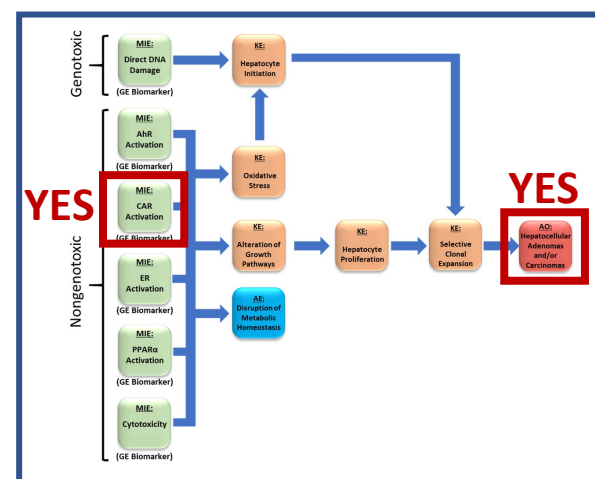 Genotoxic
MIE:
Direct DNA
Damage
(GE Biomarker)
KE:
Hepatocyte
Initiation
Nongenotoxic
MIE:
AhR
Activation
(GE Biomarker)
YES
MIE:
CAR
Activation
(GE Biomarker)
MIE:
ER
Activation
(GE Biomarker)
MIE:
PPARα
Activation
(GE Biomarker)
MIE:
Cytotoxicity
(GE Biomarker)
KE:
Oxidative
Stress
KE:
Alteration of
Growth
Pathways
AE:
Disruption of
Metabolic
Homeostasis
KE:
Hepatocyte
Proliferation
KE:
Selective
Clonal
Expansion
YES
AO:
Hepatocellular
Adenomas
and/or
Carcinomas